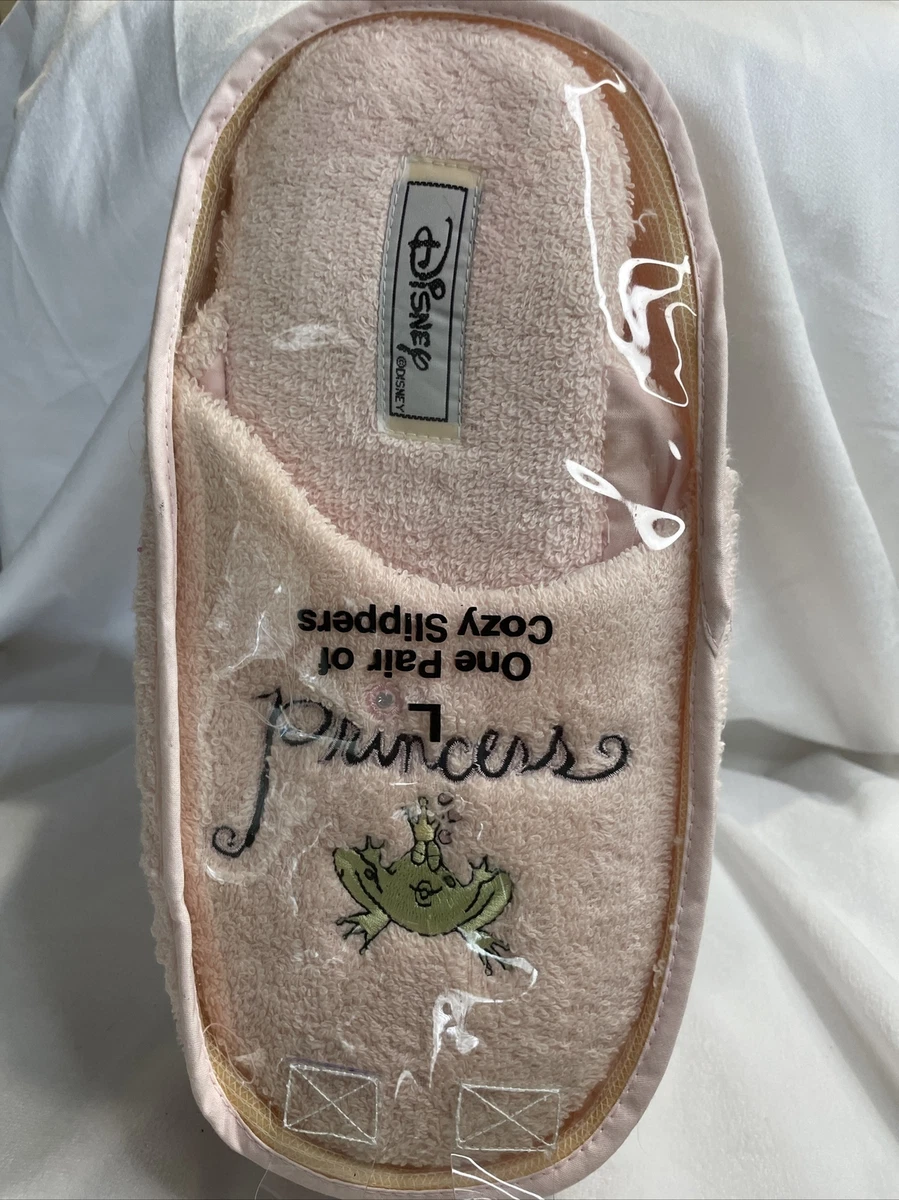 Disney
©DISNEY
L
One Pair of
Cozy Slippers
Princess